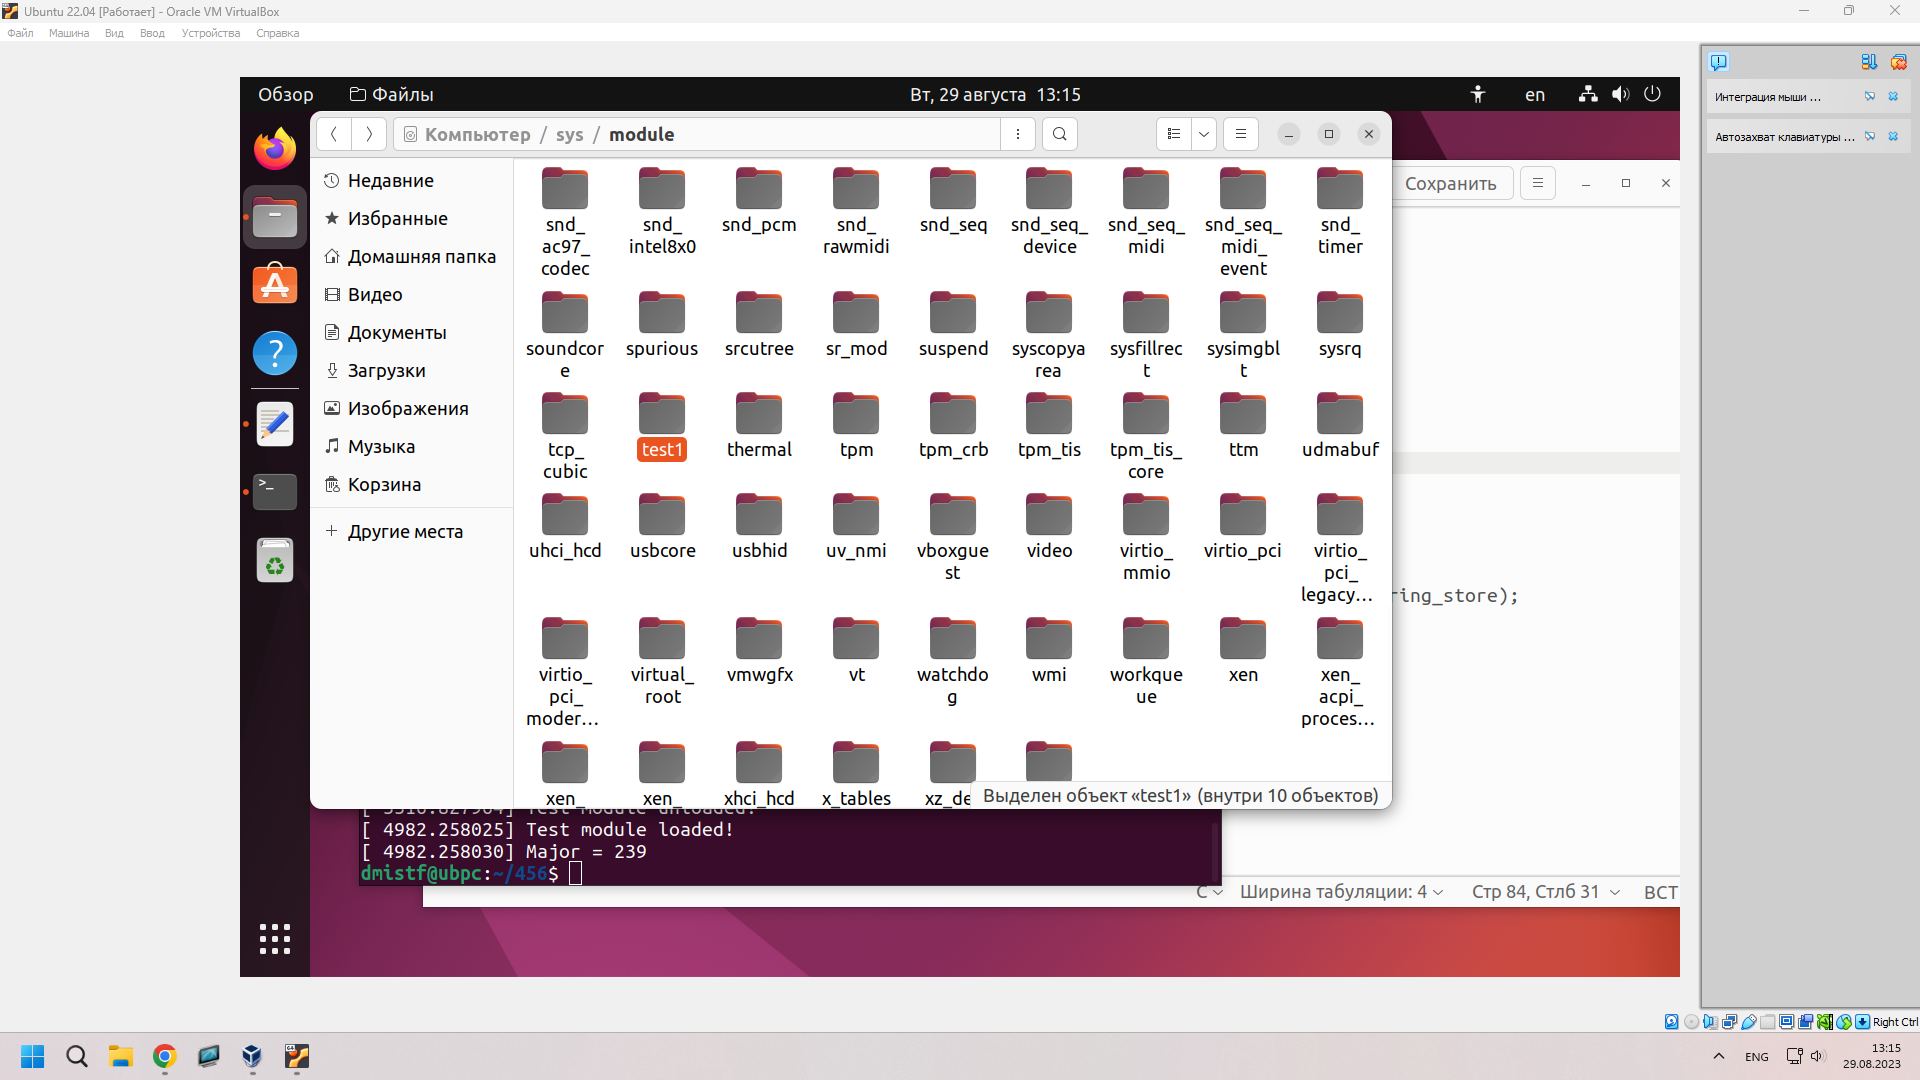 Ubuntu 22.04 [Работает] - Oracle VM VirtualBox
Файл Машина Вид Ввод Устройства Справка
Обзор Файлы Вт, 29 августа 13:15 en
Компьютер / sys / module
Сохранить
Недавние
Избранные
Домашняя папка
Видео
Документы
Загрузки
Изображения
Музыка
Корзина
Другие места
snd_ac97_codec
snd_intel8x0
snd_pcm
snd_rawmidi
snd_seq
snd_seq_device
snd_seq_midi
snd_seq_midi_event
snd_timer
soundcore
spurious
srcutree
sr_mod
suspend
syscopyarea
sysfillrect
sysimgblt
sysrq
tcp_cubic
test1
thermal
tpm
tpm_crb
tpm_tis
tpm_tis_core
ttm
udmabuf
uhci_hcd
usbcore
usbhid
uv_nmi
vboxguest
video
virtio_mmio
virtio_pci
virtio_pci_legacy...
virtio_pci_moder...
virtual_root
vmwgfx
vt
watchdog
wmi
workqueue
xen
xen_acpi_proces...
xen_
xen_
xhci_hcd
x_tables
xz_de
Выделен объект «test1» (внутри 10 объектов)
ring_store);
[ 4982.258025] Test module loaded!
[ 4982.258030] Major = 239
dmistf@ubpc:~/456$
C Ширина табуляции: 4 Стр 84, Стлб 31 ВСТ
Интеграция мыши ...
Автозахват клавиатуры ...
Right Ctrl
ENG
13:15
29.08.2023